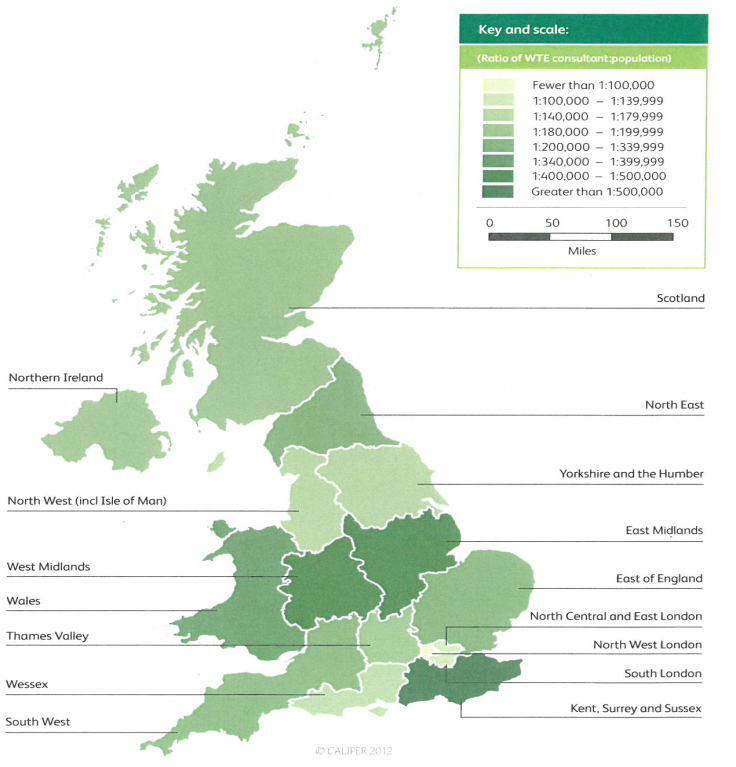 Key and scale:
(Ratio of WTE consultant:population)
Fewer than 1:100,000
1:100,000 – 1:139,999
1:140,000 – 1:179,999
1:180,000 – 1:199,999
1:200,000 – 1:339,999
1:340,000 – 1:399,999
1:400,000 – 1:500,000
Greater than 1:500,000
0 50 100 150
Miles
Scotland
Northern Ireland
North East
Yorkshire and the Humber
North West (incl Isle of Man)
East Midlands
West Midlands
East of England
Wales
North Central and East London
Thames Valley
North West London
South London
Wessex
Kent, Surrey and Sussex
South West
© CALIPER 2012